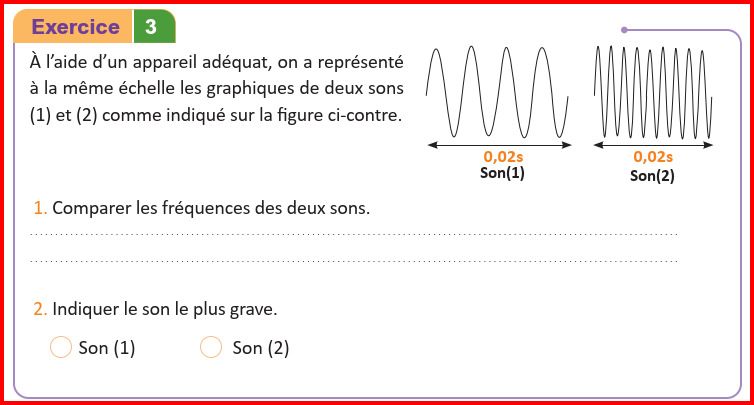 Exercice 3
À l’aide d’un appareil adéquat, on a représenté
à la même échelle les graphiques de deux sons
(1) et (2) comme indiqué sur la figure ci-contre.
0,02s
Son(1)
0,02s
Son(2)
1. Comparer les fréquences des deux sons.
2. Indiquer le son le plus grave.
Son (1) Son (2)